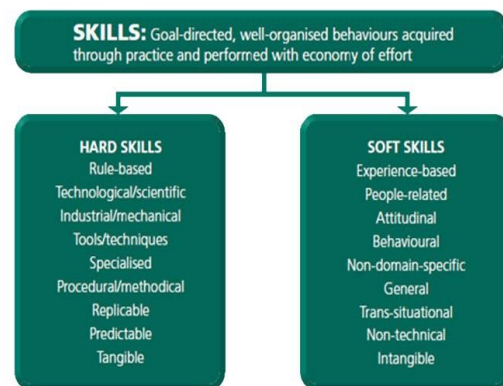 SKILLS: Goal-directed, well-organised behaviours acquired
through practice and performed with economy of effort
HARD SKILLS
Rule-based
Technological/scientific
Industrial/mechanical
Tools/techniques
Specialised
Procedural/methodical
Replicable
Predictable
Tangible
SOFT SKILLS
Experience-based
People-related
Attitudinal
Behavioural
Non-domain-specific
General
Trans-situational
Non-technical
Intangible